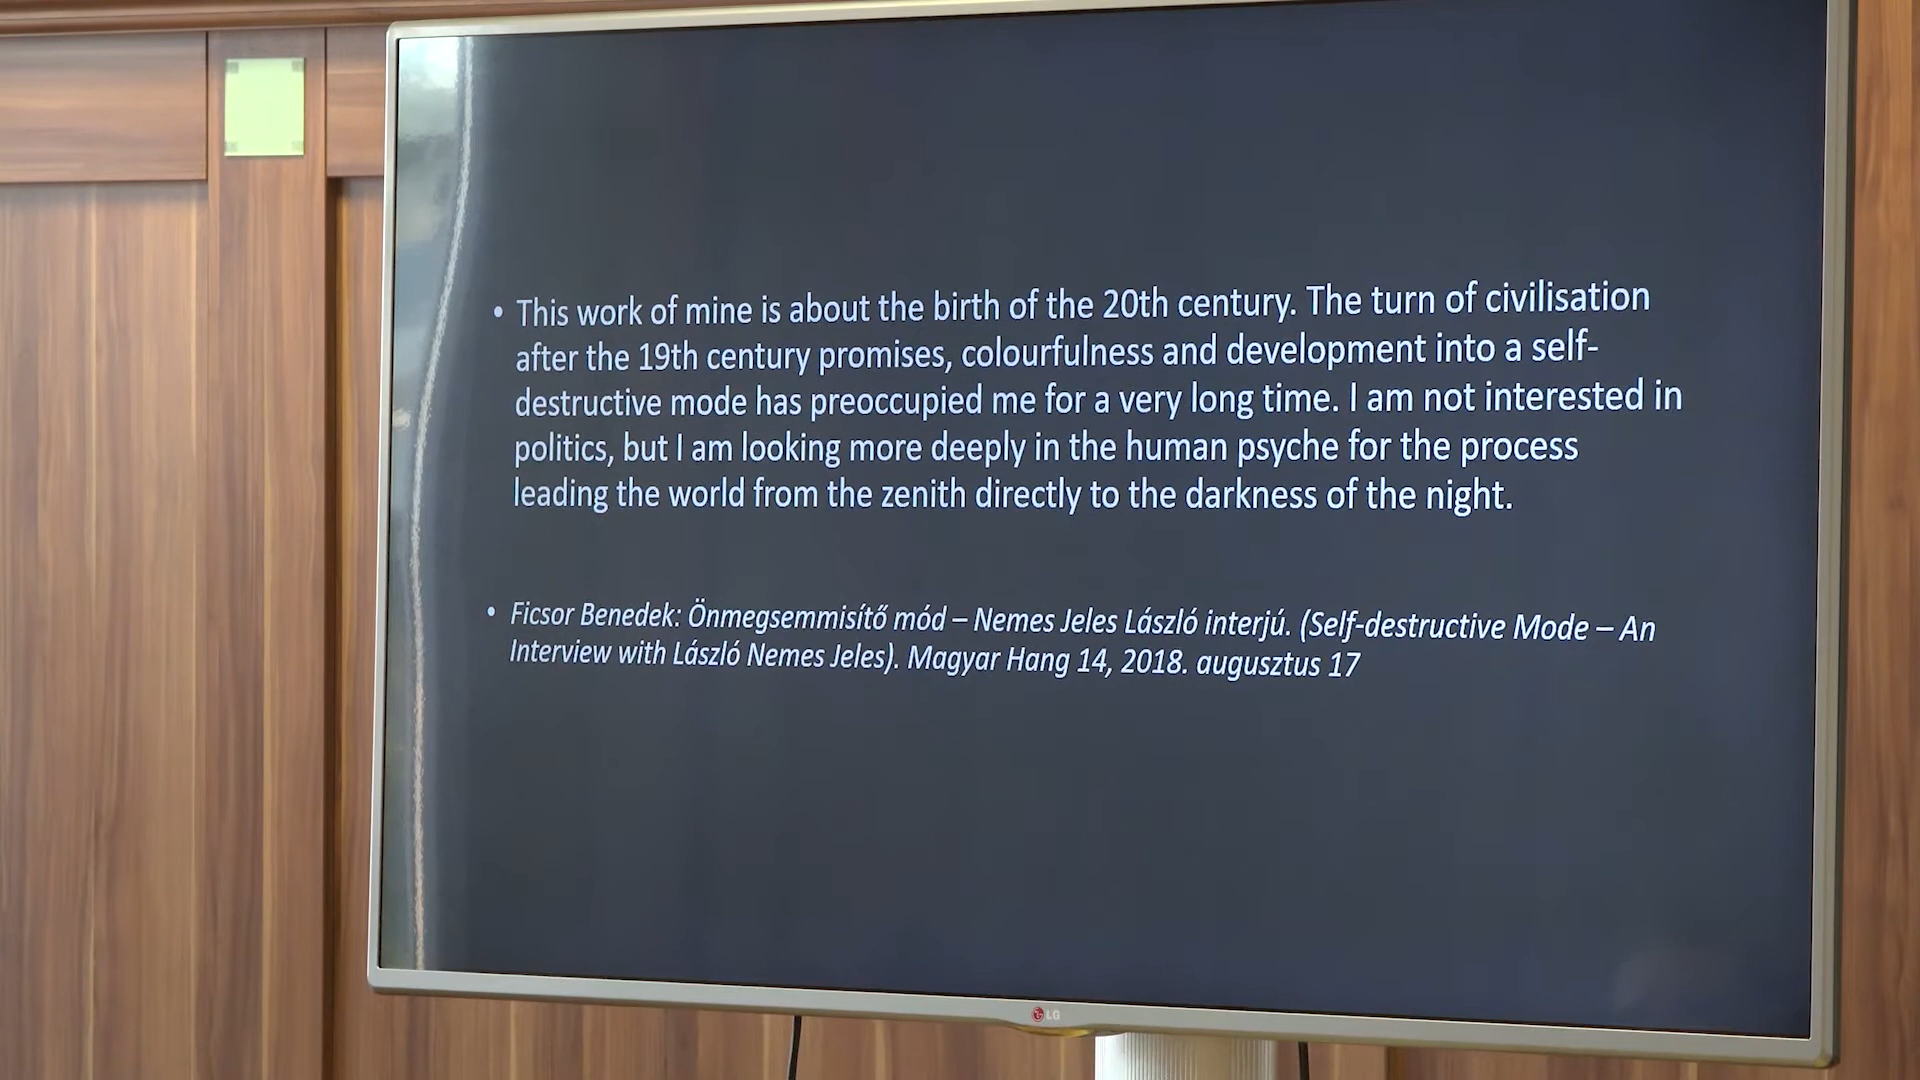 • This work of mine is about the birth of the 20th century. The turn of civilisation
after the 19th century promises, colourfulness and development into a self-
destructive mode has preoccupied me for a very long time. I am not interested in
politics, but I am looking more deeply in the human psyche for the process
leading the world from the zenith directly to the darkness of the night.
• Ficsor Benedek: Önmegsemmisítő mód – Nemes Jeles László interjú. (Self-destructive Mode – An
Interview with László Nemes Jeles). Magyar Hang 14, 2018. augusztus 17
LG